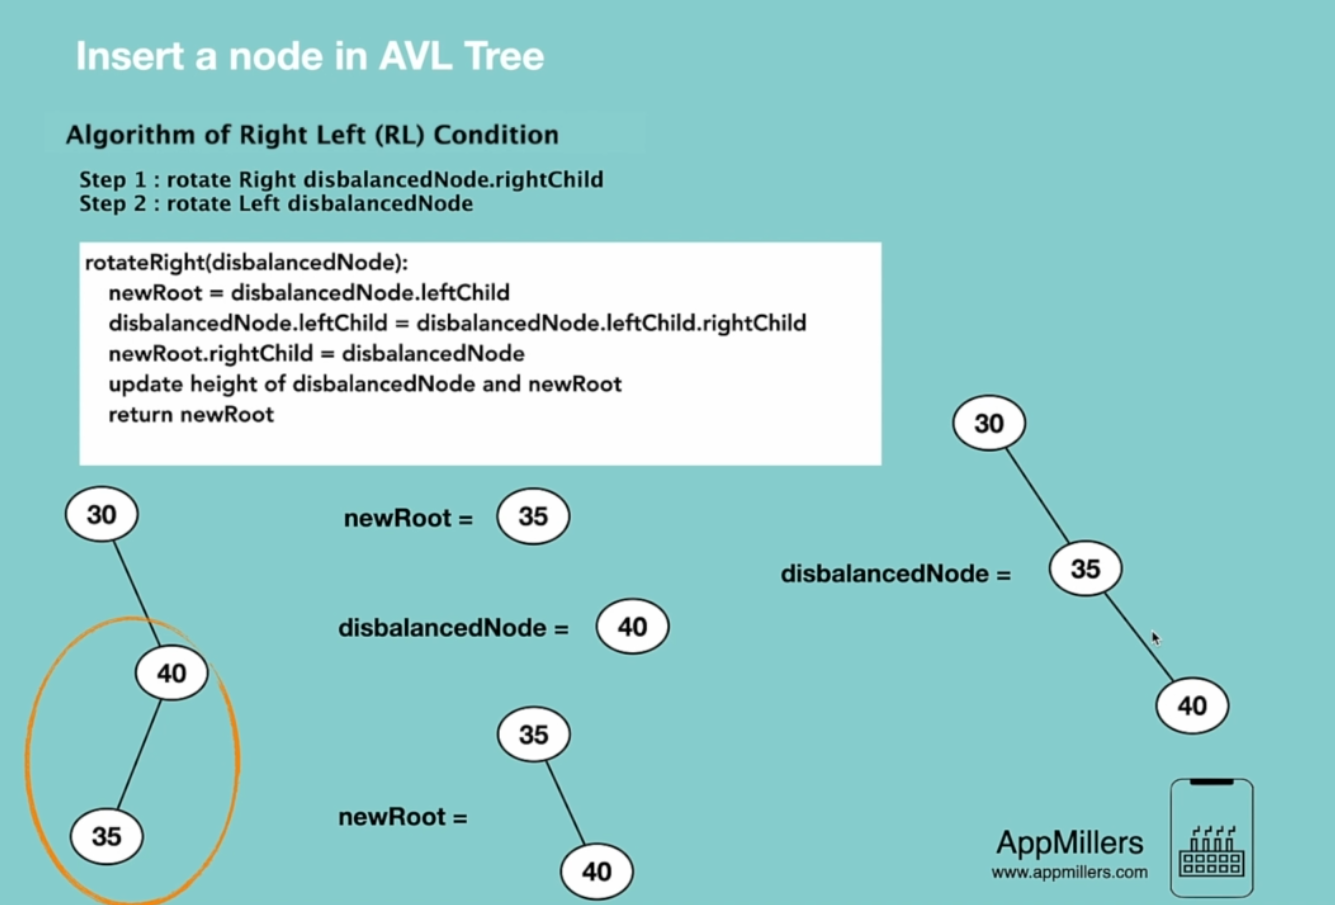 Insert a node in AVL Tree
Algorithm of Right Left (RL) Condition
Step 1 : rotate Right disbalancedNode.rightChild
Step 2 : rotate Left disbalancedNode
rotateRight(disbalancedNode):
newRoot = disbalancedNode.leftChild
disbalancedNode.leftChild = disbalancedNode.leftChild.rightChild
newRoot.rightChild = disbalancedNode
update height of disbalancedNode and newRoot
return newRoot
30
40
35
newRoot =
35
disbalancedNode =
40
newRoot =
35
40
30
disbalancedNode =
35
40
AppMillers
www.appmillers.com